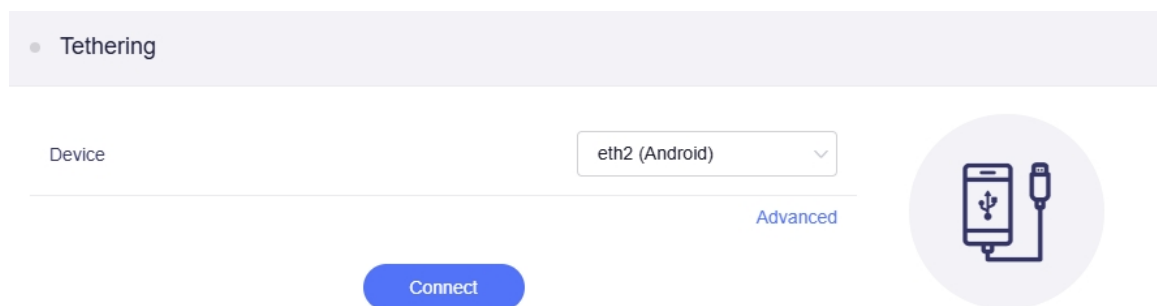 Tethering
Device
eth2 (Android)
Advanced
Connect